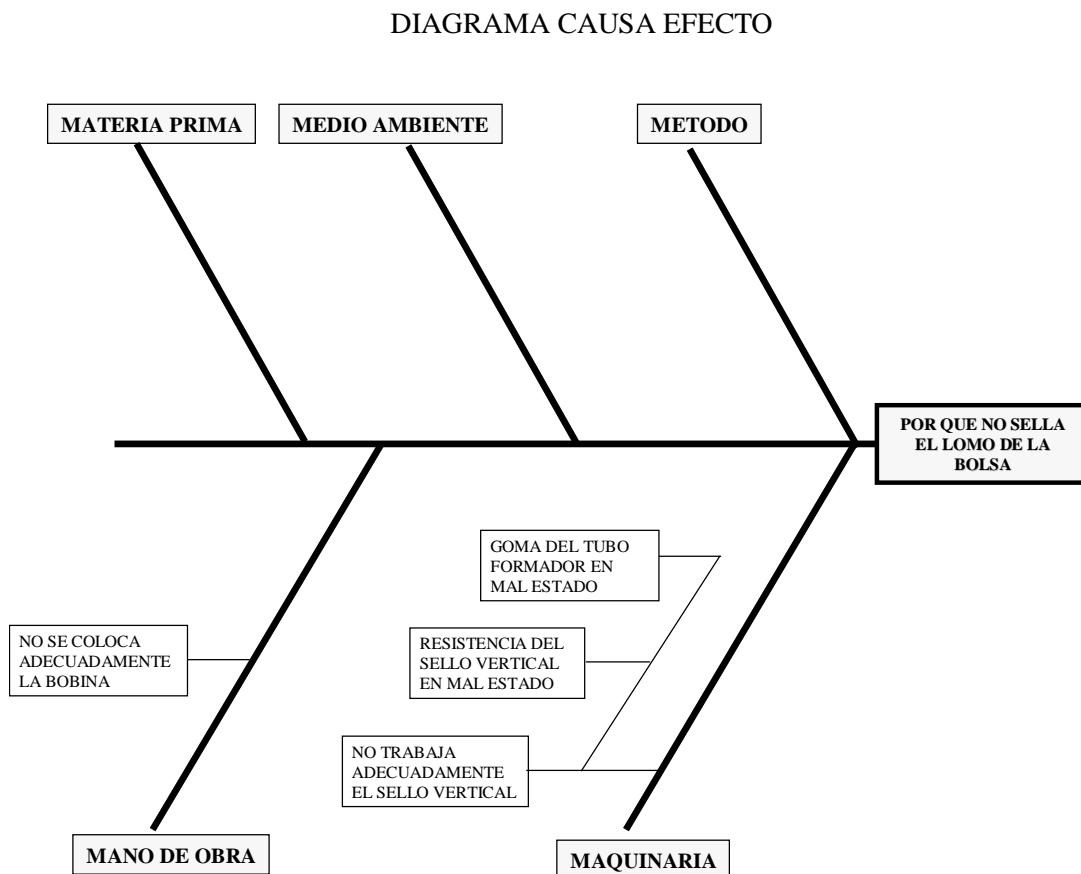 DIAGRAMA CAUSA EFECTO
MATERIA PRIMA
MEDIO AMBIENTE
METODO
POR QUE NO SELLA
EL LOMO DE LA
BOLSA
GOMA DEL TUBO
FORMADOR EN
MAL ESTADO
NO SE COLOCA
ADECUADAMENTE
LA BOBINA
RESISTENCIA DEL
SELLO VERTICAL
EN MAL ESTADO
NO TRABAJA
ADECUADAMENTE
EL SELLO VERTICAL
MANO DE OBRA
MAQUINARIA